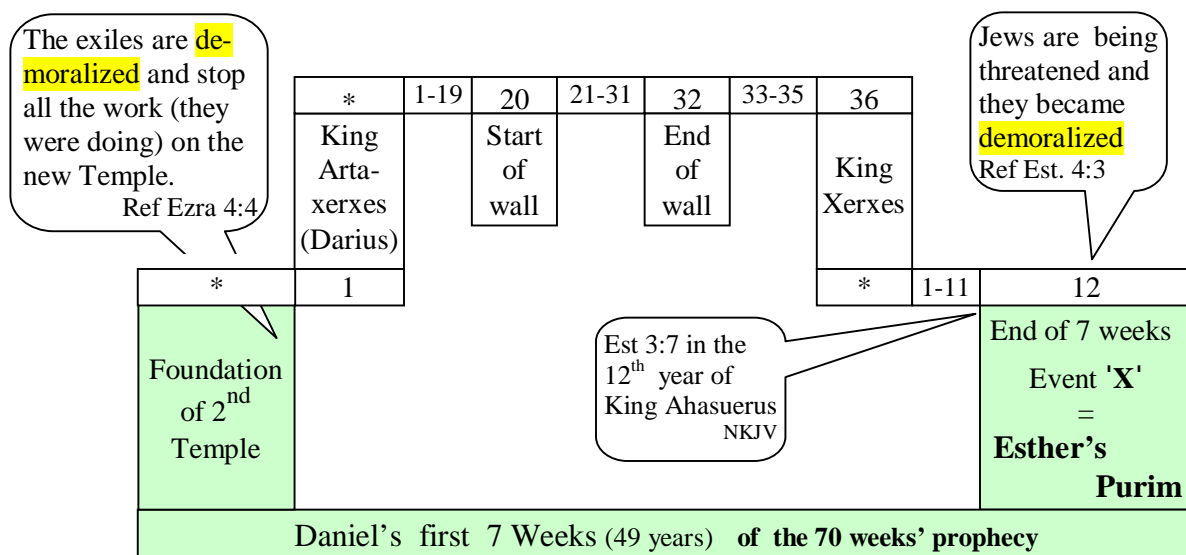 The exiles are de-
moralized and stop
all the work (they
were doing) on the
new Temple.
Ref Ezra 4:4
Jews are being
threatened and
they became
demoralized
Ref Est. 4:3
* 1-19 20 21-31 32 33-35 36
King
Arta-
xerxes
(Darius)
Start
of
wall
End
of
wall
King
Xerxes
* 1 * 1-11 12
Foundation
of 2nd
Temple
Est 3:7 in the
12th year of
King Ahasuerus
NKJV
End of 7 weeks
Event 'X'
=
Esther's
Purim
Daniel's first 7 Weeks (49 years) of the 70 weeks' prophecy